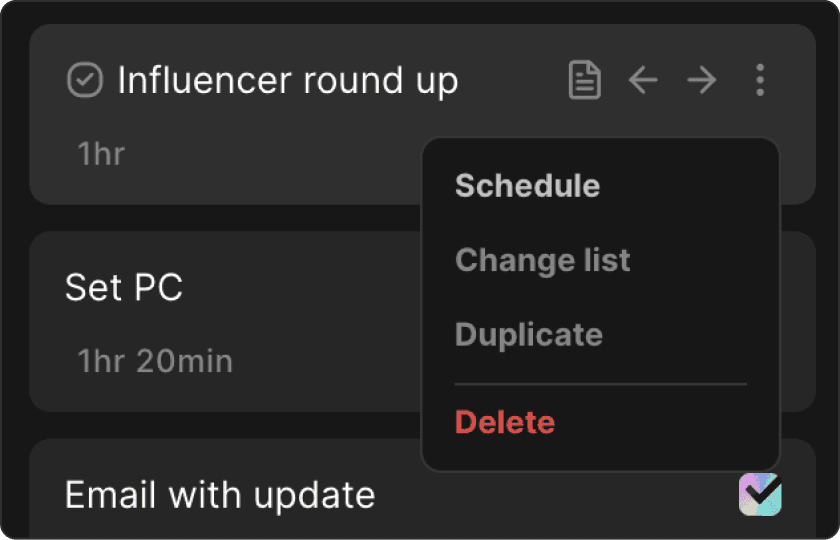 Influencer round up
1hr
Schedule
Change list
Duplicate
Delete
Set PC
1hr 20min
Email with update